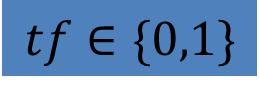 tf ∈ {0,1}